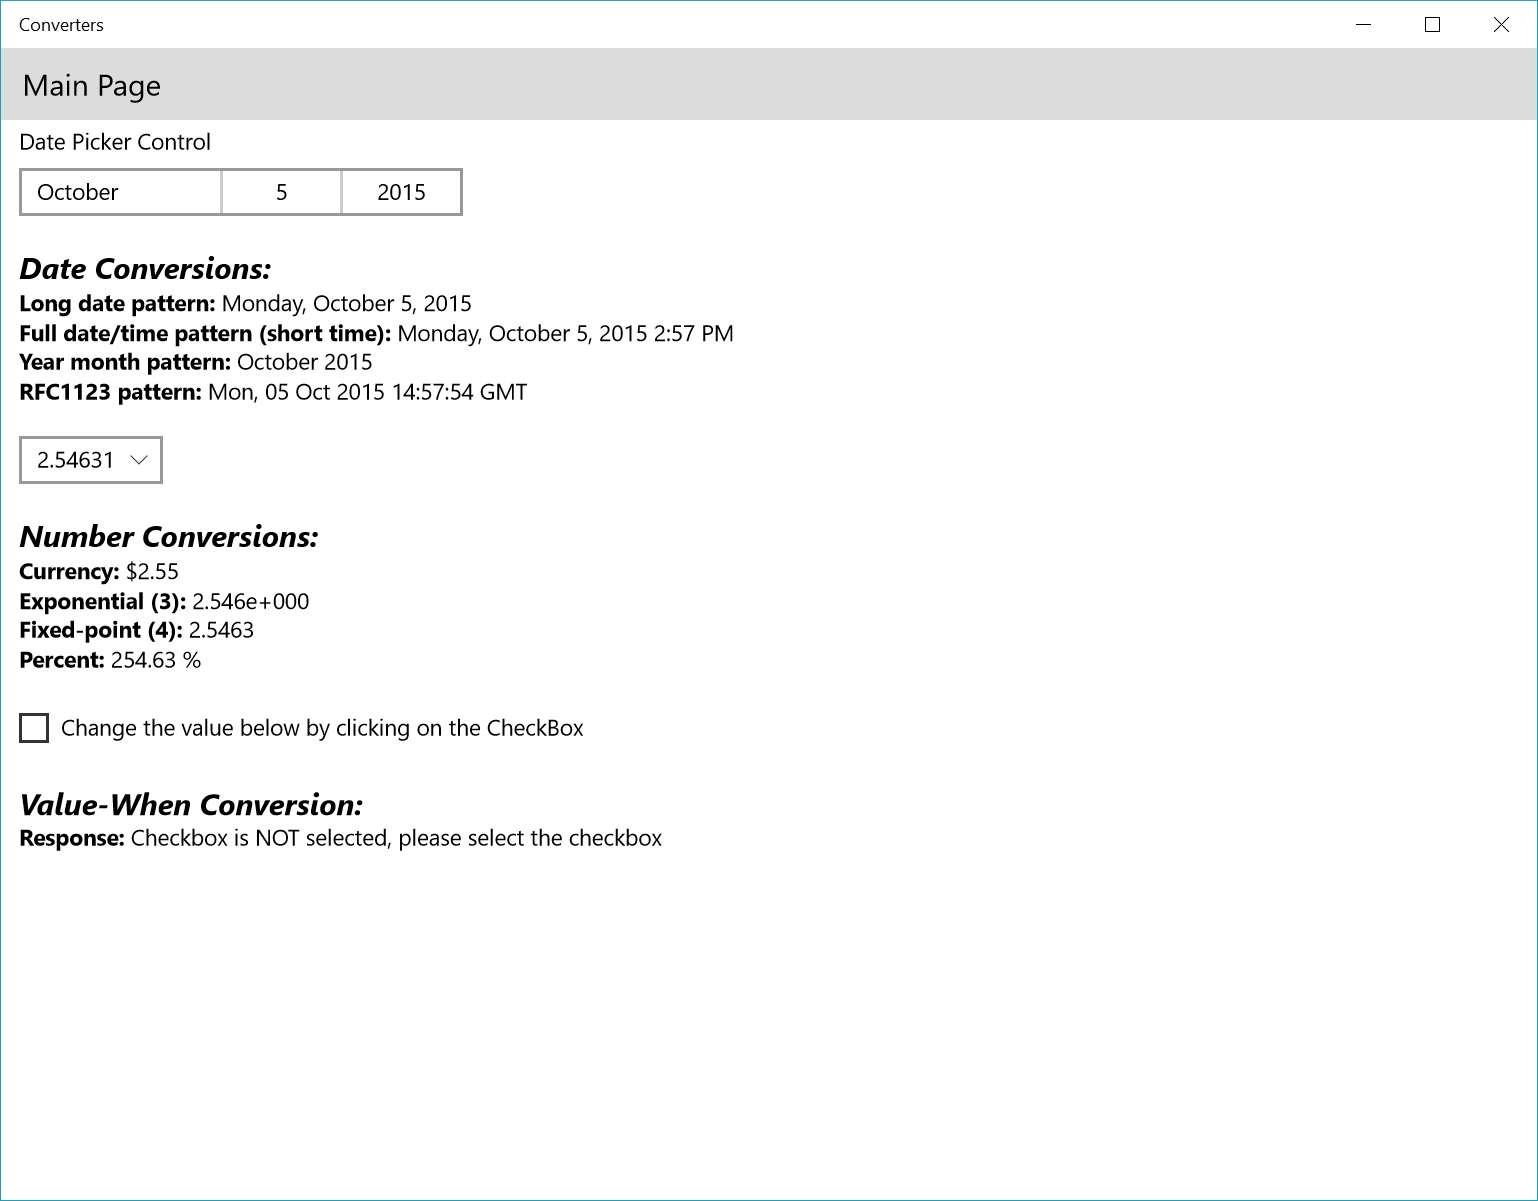 Converters
Main Page
Date Picker Control
October 5 2015
Date Conversions:
Long date pattern: Monday, October 5, 2015
Full date/time pattern (short time): Monday, October 5, 2015 2:57 PM
Year month pattern: October 2015
RFC1123 pattern: Mon, 05 Oct 2015 14:57:54 GMT
2.54631
Number Conversions:
Currency: $2.55
Exponential (3): 2.546e+000
Fixed-point (4): 2.5463
Percent: 254.63 %
Change the value below by clicking on the CheckBox
Value-When Conversion:
Response: Checkbox is NOT selected, please select the checkbox